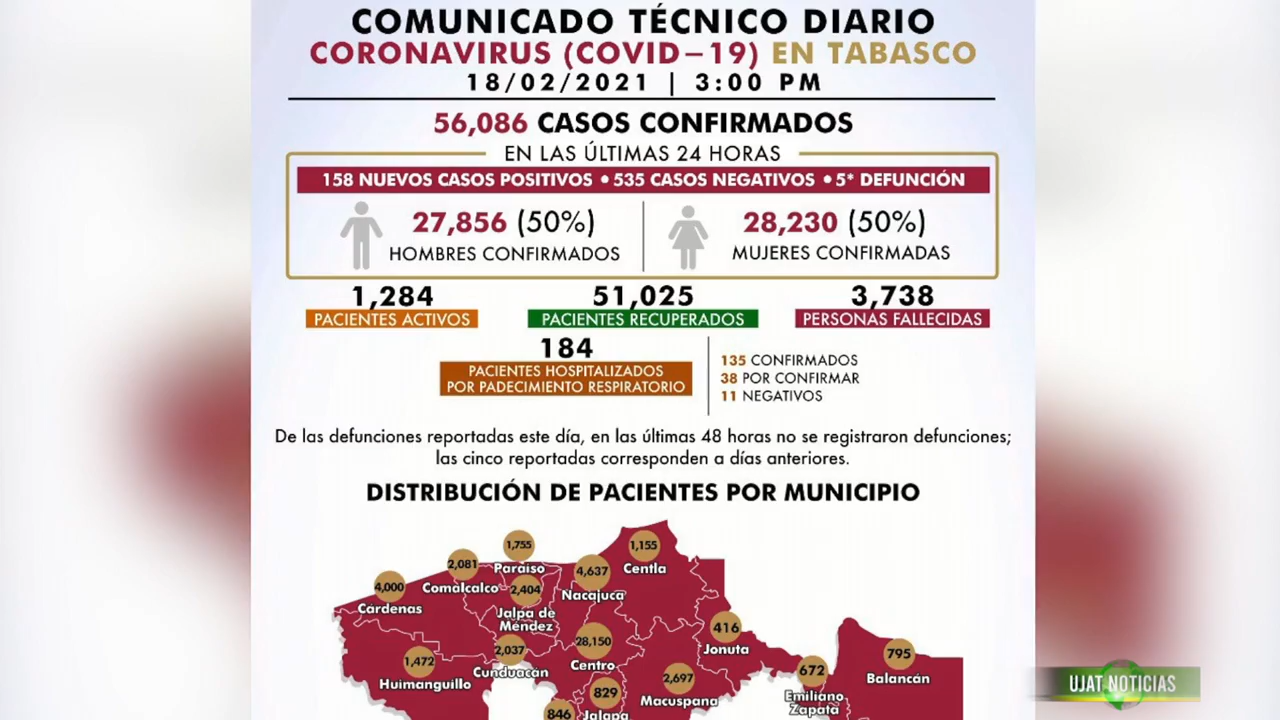 COMUNICADO TÉCNICO DIARIO
CORONAVIRUS (COVID–19) EN TABASCO
18/02/2021 | 3:00 PM
56,086 CASOS CONFIRMADOS
EN LAS ÚLTIMAS 24 HORAS
158 NUEVOS CASOS POSITIVOS • 535 CASOS NEGATIVOS • 5* DEFUNCIÓN
27,856 (50%)
HOMBRES CONFIRMADOS
28,230 (50%)
MUJERES CONFIRMADAS
1,284
PACIENTES ACTIVOS
51,025
PACIENTES RECUPERADOS
3,738
PERSONAS FALLECIDAS
184
PACIENTES HOSPITALIZADOS
POR PADECIMIENTO RESPIRATORIO
135 CONFIRMADOS
38 POR CONFIRMAR
11 NEGATIVOS
De las defunciones reportadas este día, en las últimas 48 horas no se registraron defunciones;
las cinco reportadas corresponden a días anteriores.
DISTRIBUCIÓN DE PACIENTES POR MUNICIPIO
1,755
Paraíso
1,155
Centla
2,081
Comalcalco
4,637
Nacajuca
4,000
Cárdenas
2,404
Jalpa de
Méndez
416
Jonuta
28,150
Centro
2,037
Cunduacán
1,472
Huimanguillo
795
Balancán
672
Emiliano
Zapata
2,697
Macuspana
829
Jalapa
846
UJAT NOTICIAS